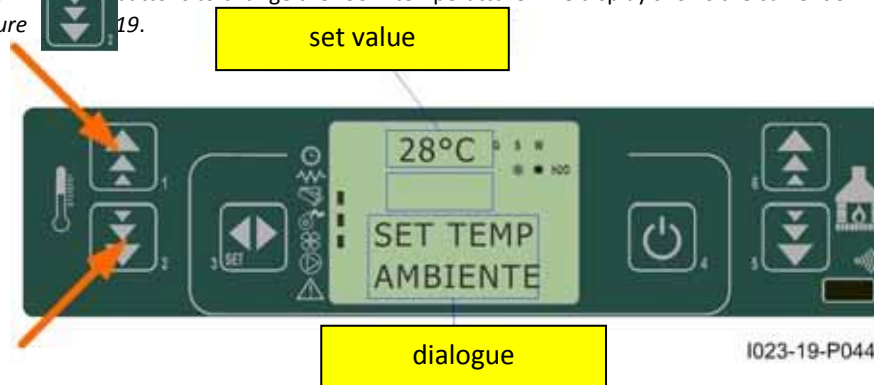 19.
set value
28°C
G S W
H2O
SET TEMP
AMBIENTE
1
2
3
SET
4
6
5
dialogue
I023-19-P044